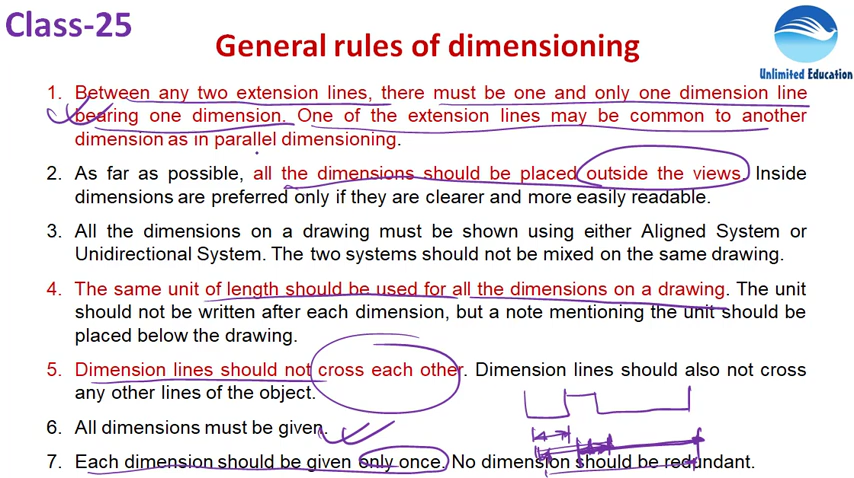 Class-25
General rules of dimensioning
Unlimited Education
1. Between any two extension lines, there must be one and only one dimension line
bearing one dimension. One of the extension lines may be common to another
dimension as in parallel dimensioning.
2. As far as possible, all the dimensions should be placed outside the views. Inside
dimensions are preferred only if they are clearer and more easily readable.
3. All the dimensions on a drawing must be shown using either Aligned System or
Unidirectional System. The two systems should not be mixed on the same drawing.
4. The same unit of length should be used for all the dimensions on a drawing. The unit
should not be written after each dimension, but a note mentioning the unit should be
placed below the drawing.
5. Dimension lines should not cross each other. Dimension lines should also not cross
any other lines of the object.
6. All dimensions must be given.
7. Each dimension should be given only once. No dimension should be redundant.